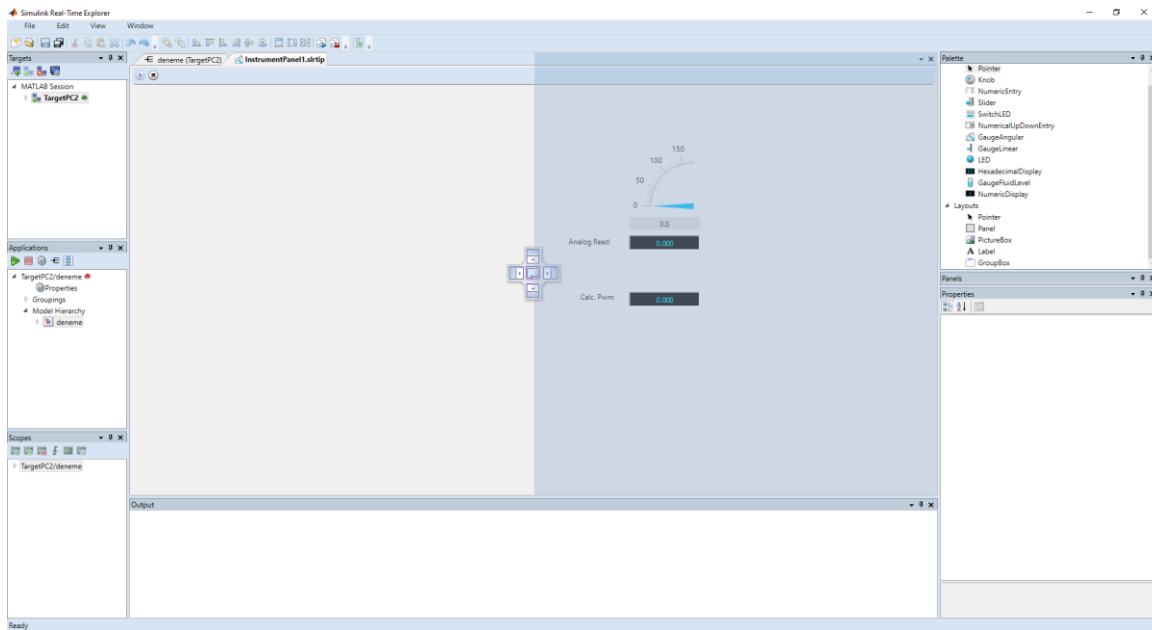 Simulink Real-Time Explorer
File Edit View Window
Targets
MATLAB Session
TargetPC2
Applications
TargetPC2/deneme
Properties
Groupings
Model Hierarchy
deneme
Scopes
TargetPC2/deneme
deneme (TargetPC2) InstrumentPanel1.slrtip
150
100
50
0
0.0
Analog Read: 0.000
Calc. Pwm: 0.000
Output
Palette
Pointer
Knob
NumericEntry
Slider
SwitchLED
NumericalUpDownEntry
GaugeAngular
GaugeLinear
LED
HexadecimalDisplay
GaugeFluidLevel
NumericDisplay
Layouts
Pointer
Panel
PictureBox
A Label
GroupBox
Panels
Properties
Ready